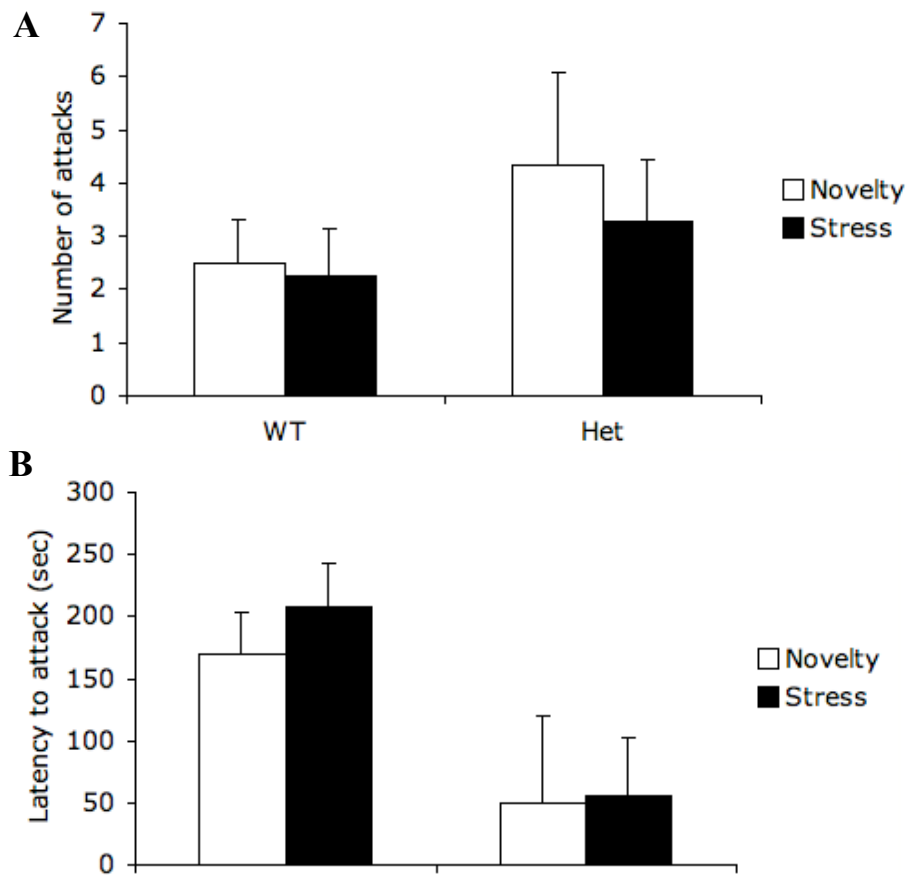 A
7
6
5
4
3
2
1
0
Number of attacks
WT Het
Novelty
Stress
B
300
250
200
150
100
50
0
Latency to attack (sec)
Novelty
Stress